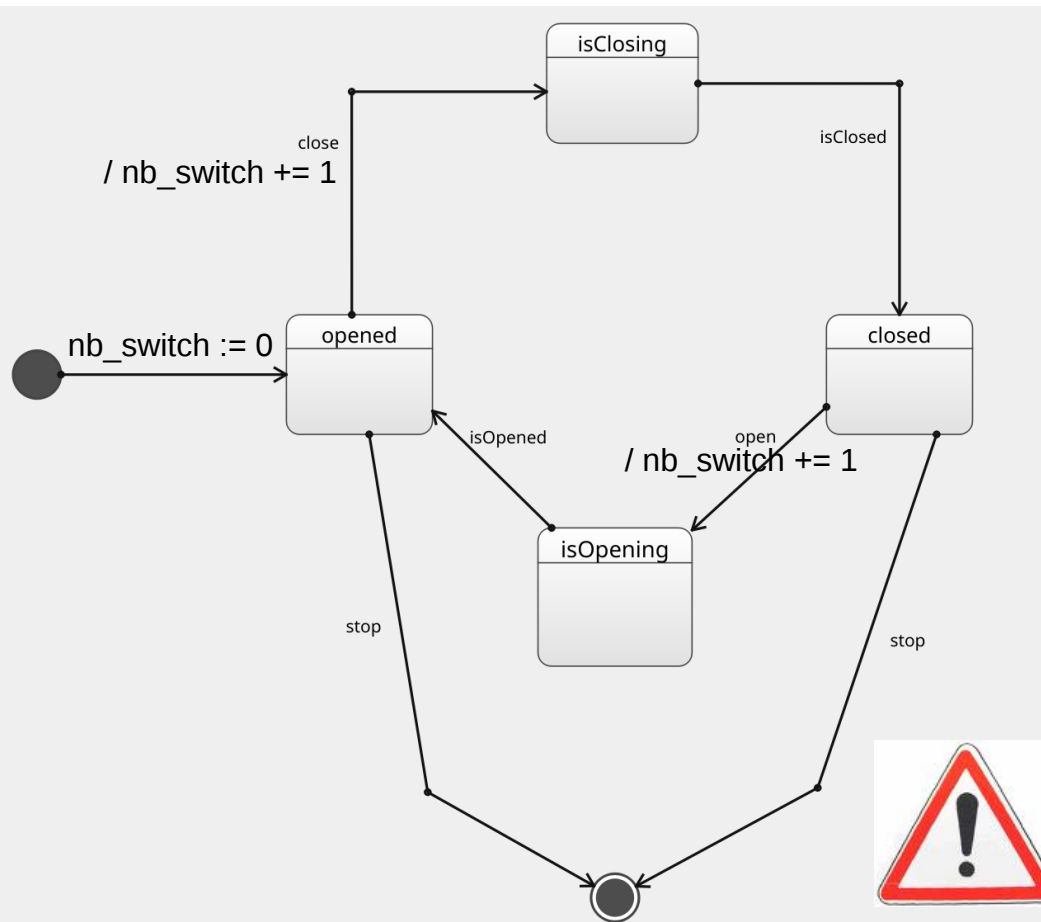 isClosing
close
/ nb_switch += 1
isClosed
nb_switch := 0
opened
closed
isOpened
open
/ nb_switch += 1
isOpening
stop
stop